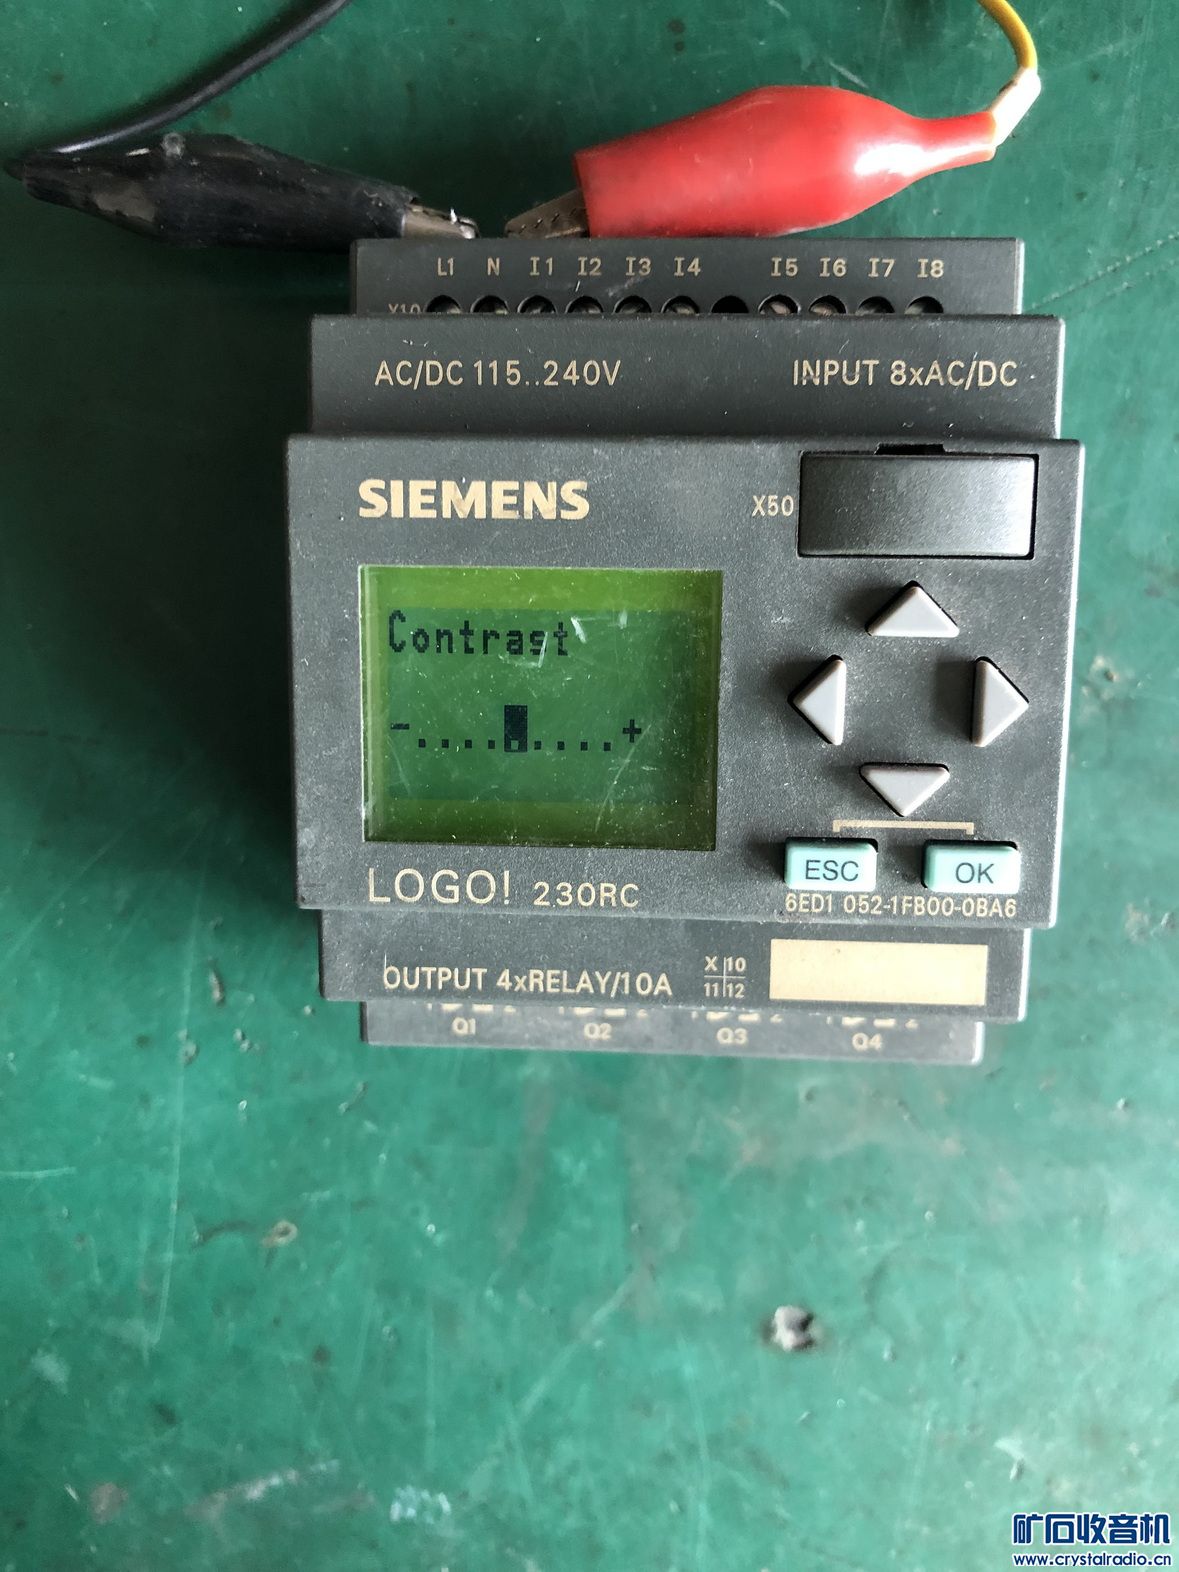 L1 N I1 I2 I3 I4 I5 I6 I7 I8
X10
AC/DC 115..240V INPUT 8xAC/DC
SIEMENS
X50
Contrast
-....█....+
ESC OK
LOGO! 230RC
6ED1 052-1FB00-0BA6
OUTPUT 4xRELAY/10A
X 10
11 12
Q1 Q2 Q3 Q4
矿石收音机
www.crystalradio.cn